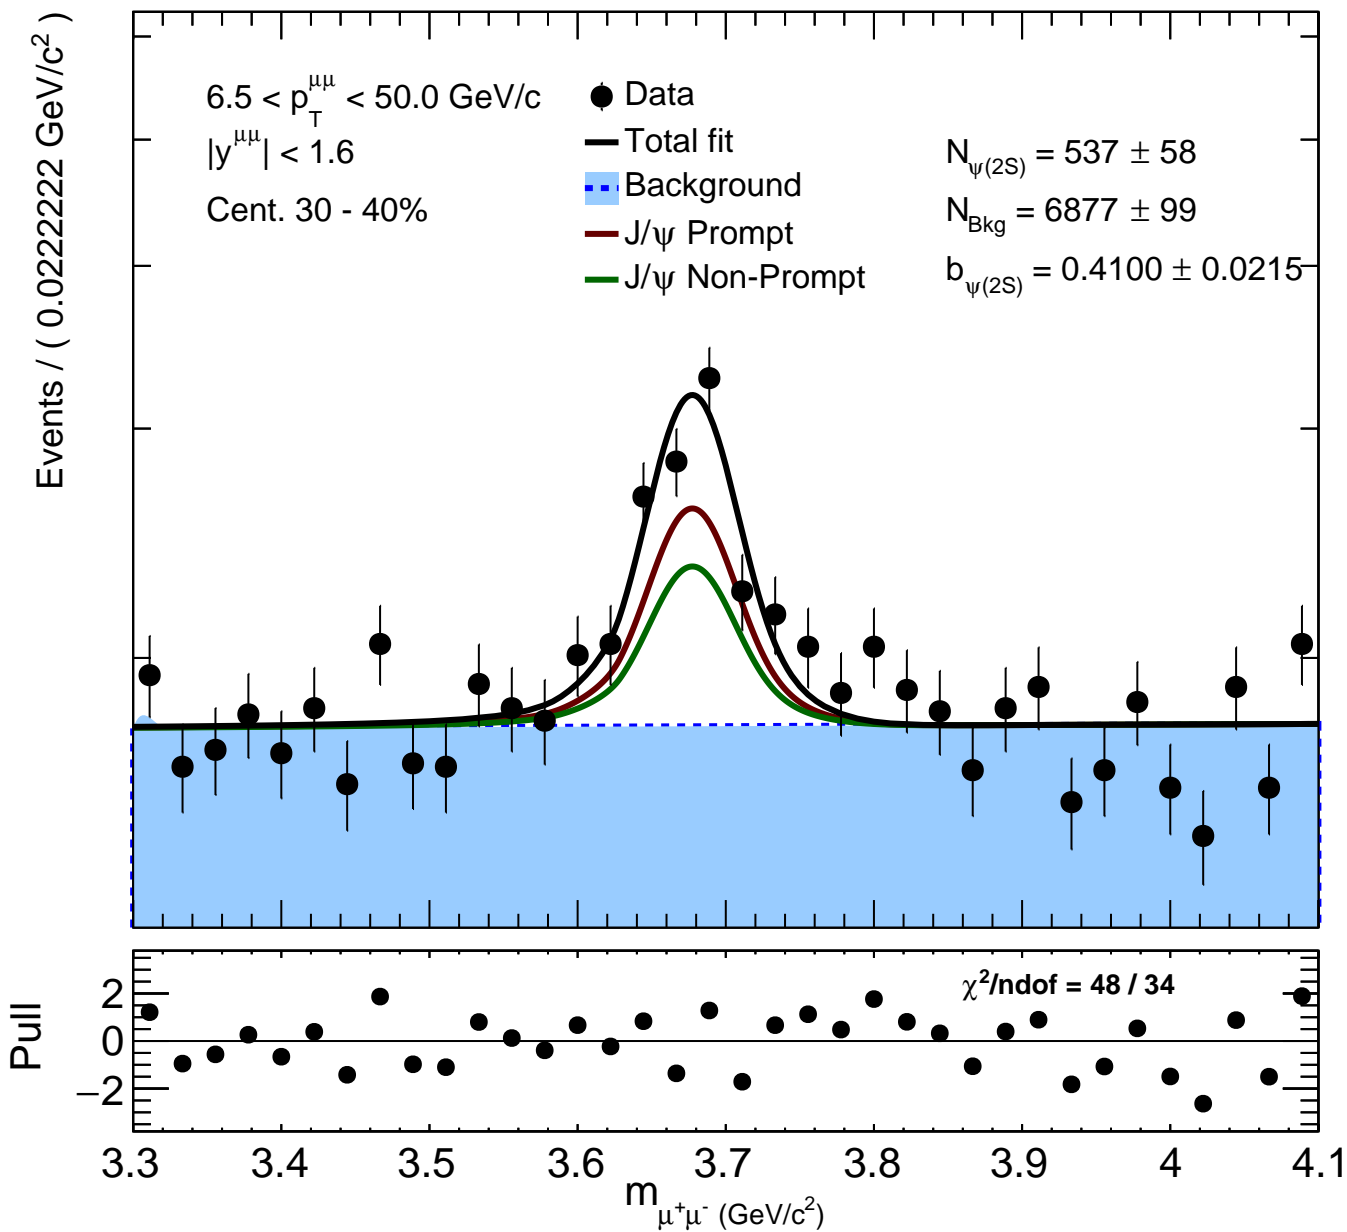 Events / ( 0.0222222 GeV/c²)
6.5 < p_T^μμ < 50.0 GeV/c
|y^μμ| < 1.6
Cent. 30 - 40%
Data
Total fit
Background
J/ψ Prompt
J/ψ Non-Prompt
N_ψ(2S) = 537 ± 58
N_Bkg = 6877 ± 99
b_ψ(2S) = 0.4100 ± 0.0215
Pull
2
0
−2
χ²/ndof = 48 / 34
3.3 3.4 3.5 3.6 3.7 3.8 3.9 4 4.1
m_μ⁺μ⁻ (GeV/c²)